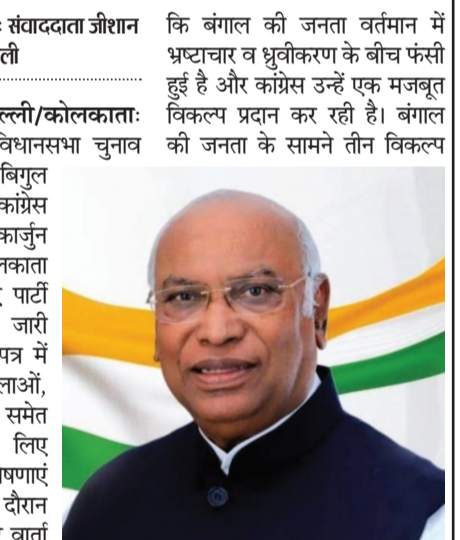 : संवाददाता जीशान
ली
ल्ली/कोलकाताः
विधानसभा चुनाव
बिगुल
कांग्रेस
कार्जुन
लकाता
पार्टी
जारी
पत्र में
लाओं,
समेत
लिए
षणाएं
दौरान
वार्ता
कि बंगाल की जनता वर्तमान में
भ्रष्टाचार व ध्रुवीकरण के बीच फंसी
हुई है और कांग्रेस उन्हें एक मजबूत
विकल्प प्रदान कर रही है। बंगाल
की जनता के सामने तीन विकल्प